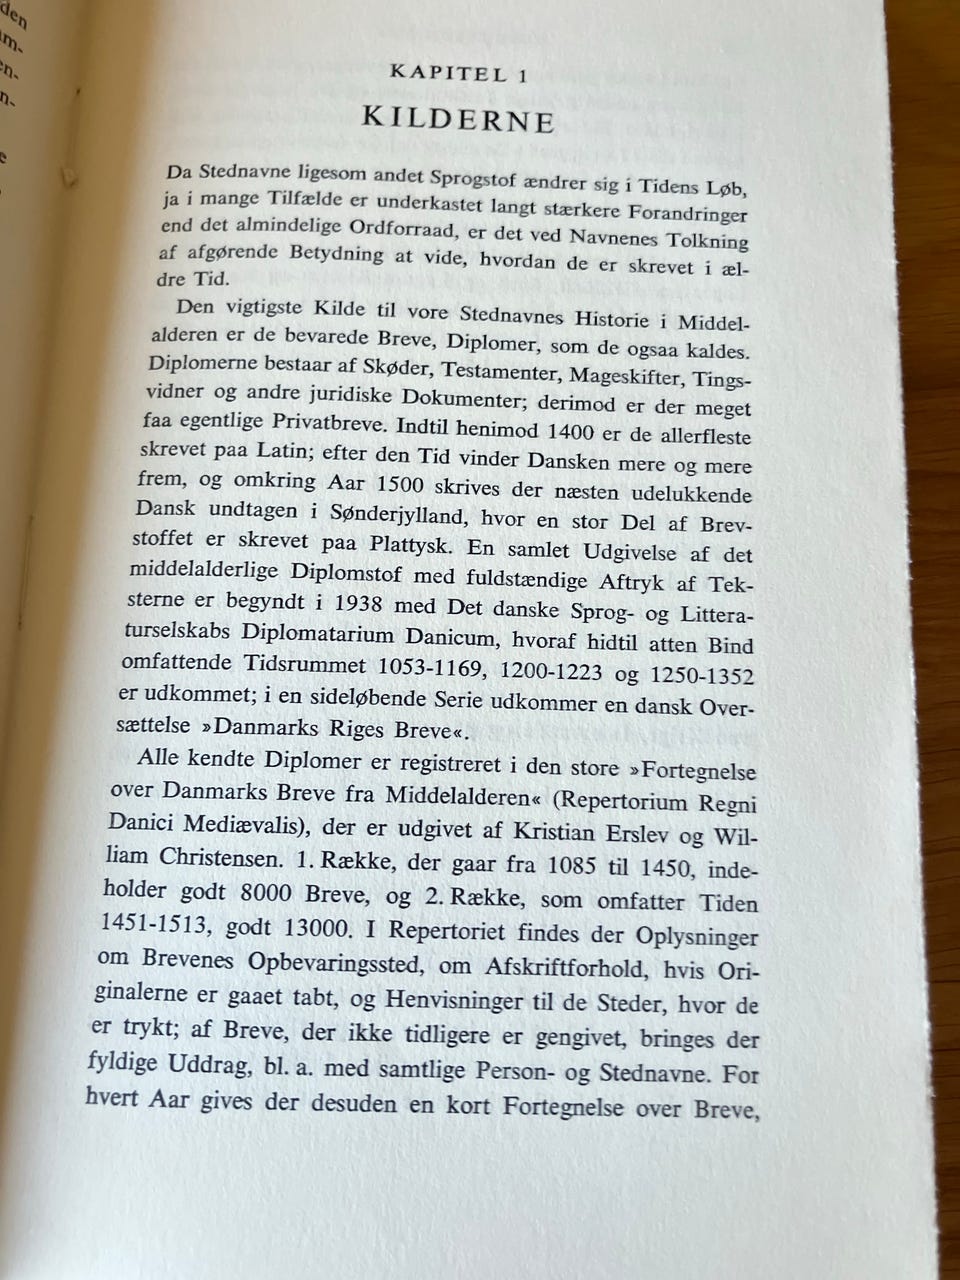 den
KAPITEL 1
KILDERNE
Da Stednavne ligesom andet Sprogstof ændrer sig i Tidens Løb,
ja i mange Tilfælde er underkastet langt stærkere Forandringer
end det almindelige Ordforraad, er det ved Navnenes Tolkning
af afgørende Betydning at vide, hvordan de er skrevet i æl-
dre Tid.
Den vigtigste Kilde til vore Stednavnes Historie i Middel-
alderen er de bevarede Breve, Diplomer, som de ogsaa kaldes.
Diplomerne bestaar af Skøder, Testamenter, Mageskifter, Tings-
vidner og andre juridiske Dokumenter; derimod er der meget
faa egentlige Privatbreve. Indtil henimod 1400 er de allerfleste
skrevet paa Latin; efter den Tid vinder Dansken mere og mere
frem, og omkring Aar 1500 skrives der næsten udelukkende
Dansk undtagen i Sønderjylland, hvor en stor Del af Brev-
stoffet er skrevet paa Plattysk. En samlet Udgivelse af det
middelalderlige Diplomstof med fuldstændige Aftryk af Tek-
sterne er begyndt i 1938 med Det danske Sprog- og Littera-
turselskabs Diplomatarium Danicum, hvoraf hidtil atten Bind
omfattende Tidsrummet 1053-1169, 1200-1223 og 1250-1352
er udkommet; i en sideløbende Serie udkommer en dansk Over-
sættelse »Danmarks Riges Breve«.
Alle kendte Diplomer er registreret i den store »Fortegnelse
over Danmarks Breve fra Middelalderen« (Repertorium Regni
Danici Mediævalis), der er udgivet af Kristian Erslev og Wil-
liam Christensen. 1. Række, der gaar fra 1085 til 1450, inde-
holder godt 8000 Breve, og 2. Række, som omfatter Tiden
1451-1513, godt 13000. I Repertoriet findes der Oplysninger
om Brevenes Opbevaringssted, om Afskriftforhold, hvis Ori-
ginalerne er gaaet tabt, og Henvisninger til de Steder, hvor de
er trykt; af Breve, der ikke tidligere er gengivet, bringes der
fyldige Uddrag, bl. a. med samtlige Person- og Stednavne. For
hvert Aar gives der desuden en kort Fortegnelse over Breve,